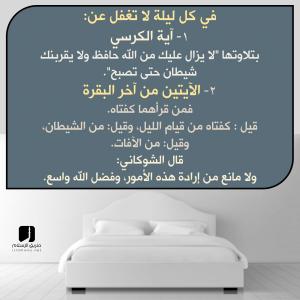 في كل ليلة لا تغفل عن:
١- آية الكرسي
بتلاوتها "لا يزال عليك من الله حافظ ولا يقربنك
شيطان حتى تصبح".
٢- الآيتين من آخر البقرة
فمن قرأهما كفتاه.
قيل : كفتاه من قيام الليل، وقيل: من الشيطان،
وقيل: من الآفات.
قال الشوكاني:
ولا مانع من إرادة هذه الأمور، وفضل الله واسع.
طريق الإسلام